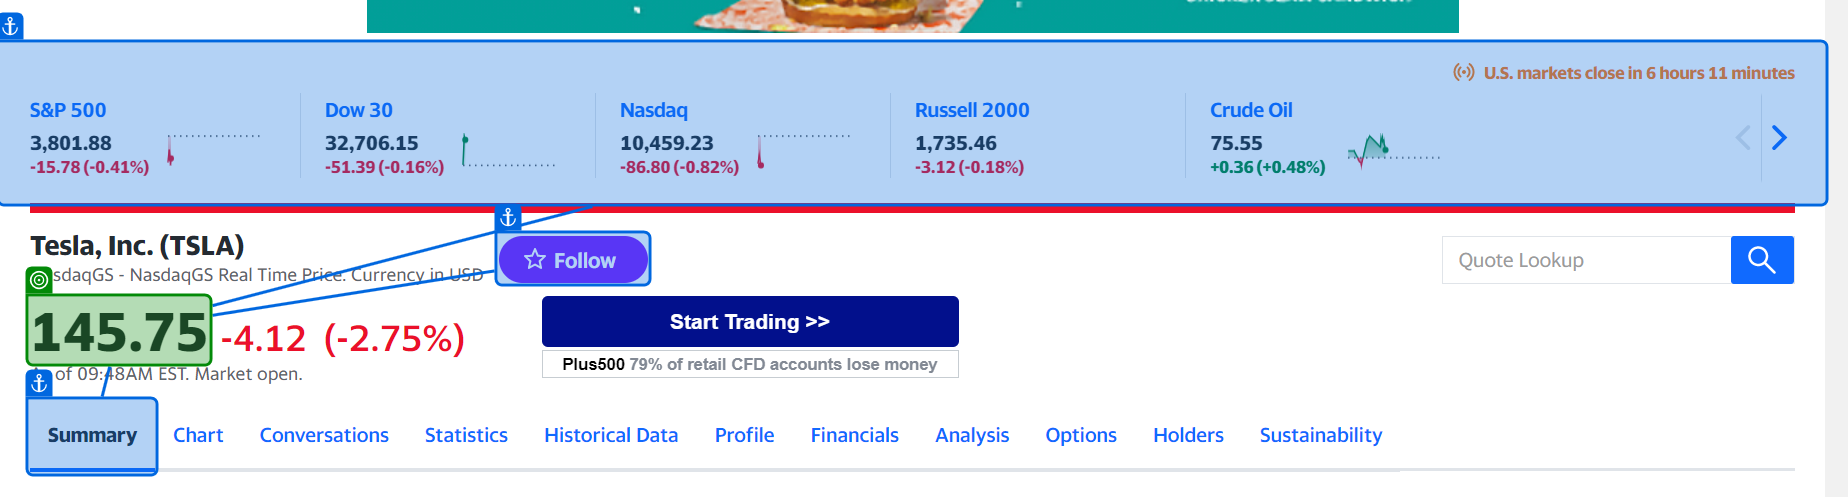 U.S. markets close in 6 hours 11 minutes
S&P 500
3,801.88
-15.78 (-0.41%)
Dow 30
32,706.15
-51.39 (-0.16%)
Nasdaq
10,459.23
-86.80 (-0.82%)
Russell 2000
1,735.46
-3.12 (-0.18%)
Crude Oil
75.55
+0.36 (+0.48%)
Tesla, Inc. (TSLA)
sdaqGS - NasdaqGS Real Time Price. Currency in USD
Follow
Quote Lookup
145.75 -4.12 (-2.75%)
of 09:48AM EST. Market open.
Start Trading >>
Plus500 79% of retail CFD accounts lose money
Summary Chart Conversations Statistics Historical Data Profile Financials Analysis Options Holders Sustainability